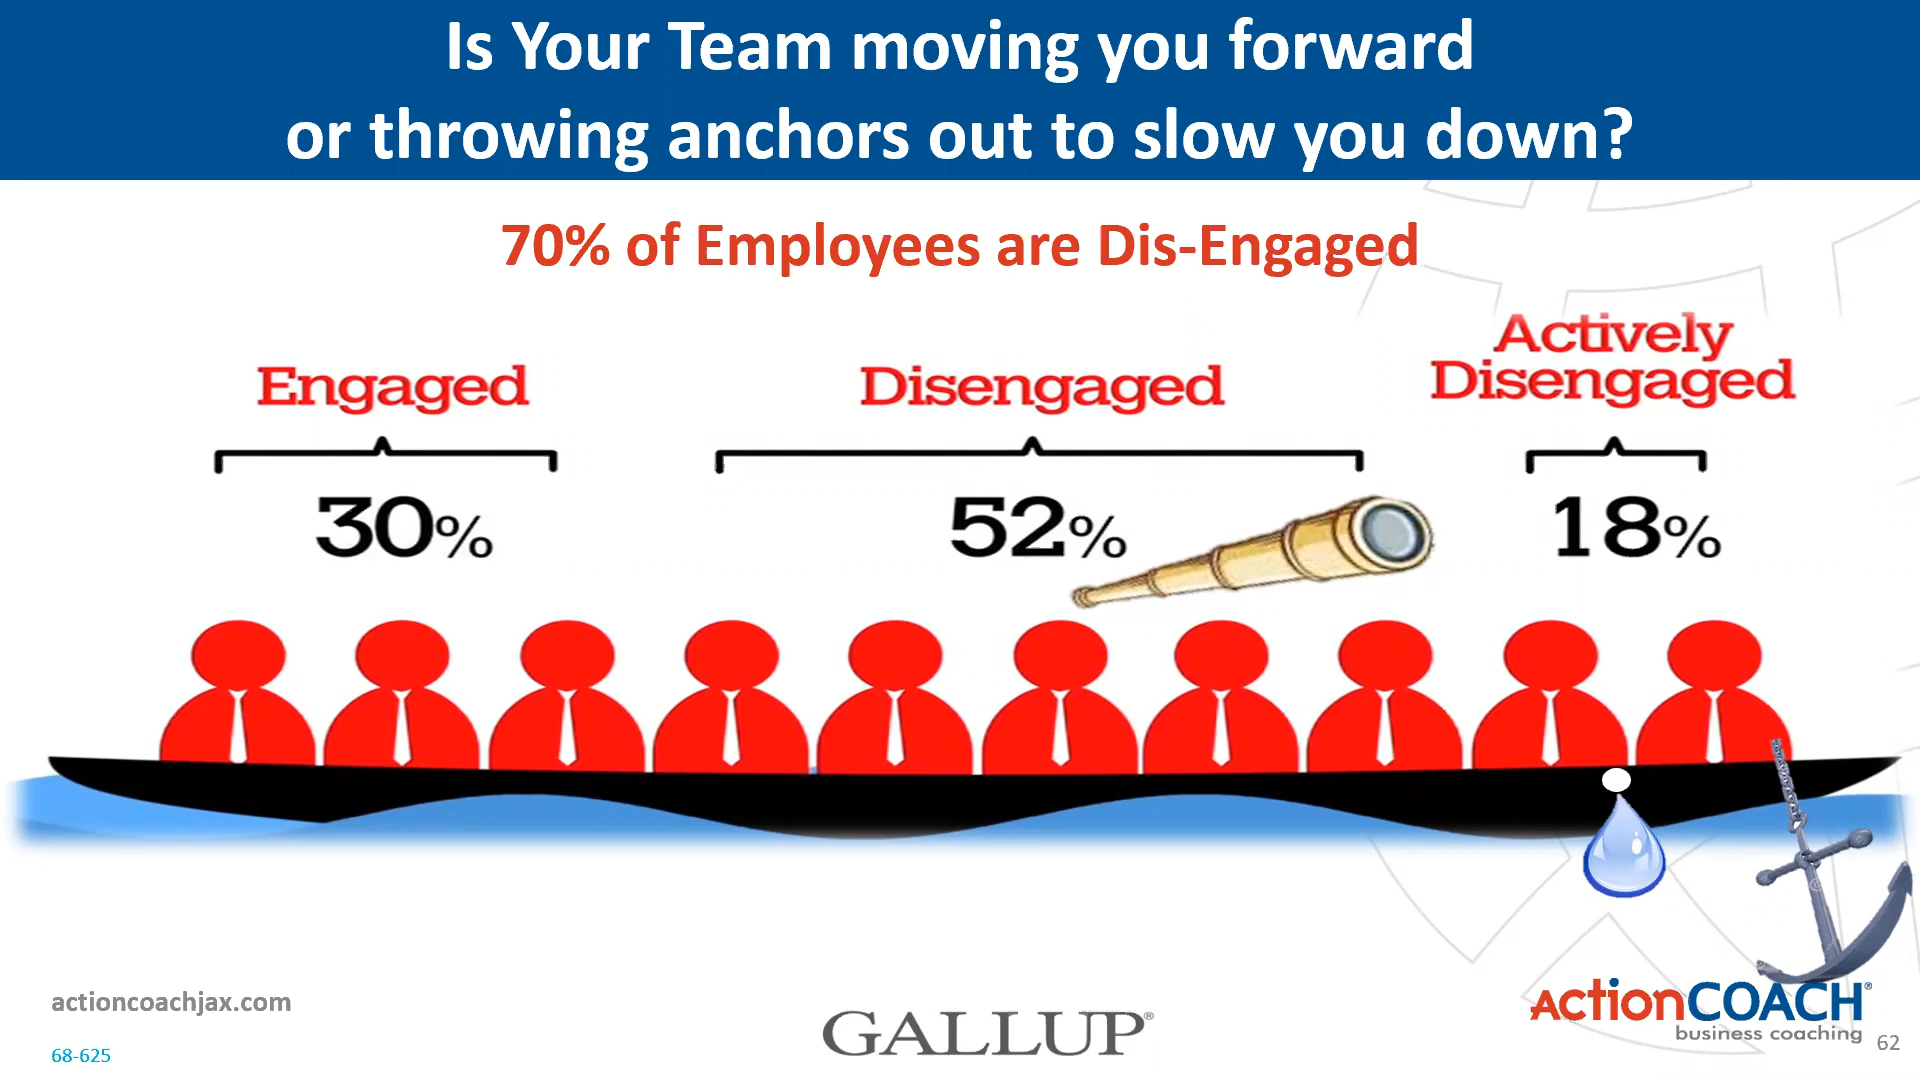 Is Your Team moving you forward
or throwing anchors out to slow you down?
70% of Employees are Dis-Engaged
Engaged
Disengaged
Actively
Disengaged
30%
52%
18%
actioncoachjax.com
68-625
GALLUP®
ActionCOACH®
business coaching
62